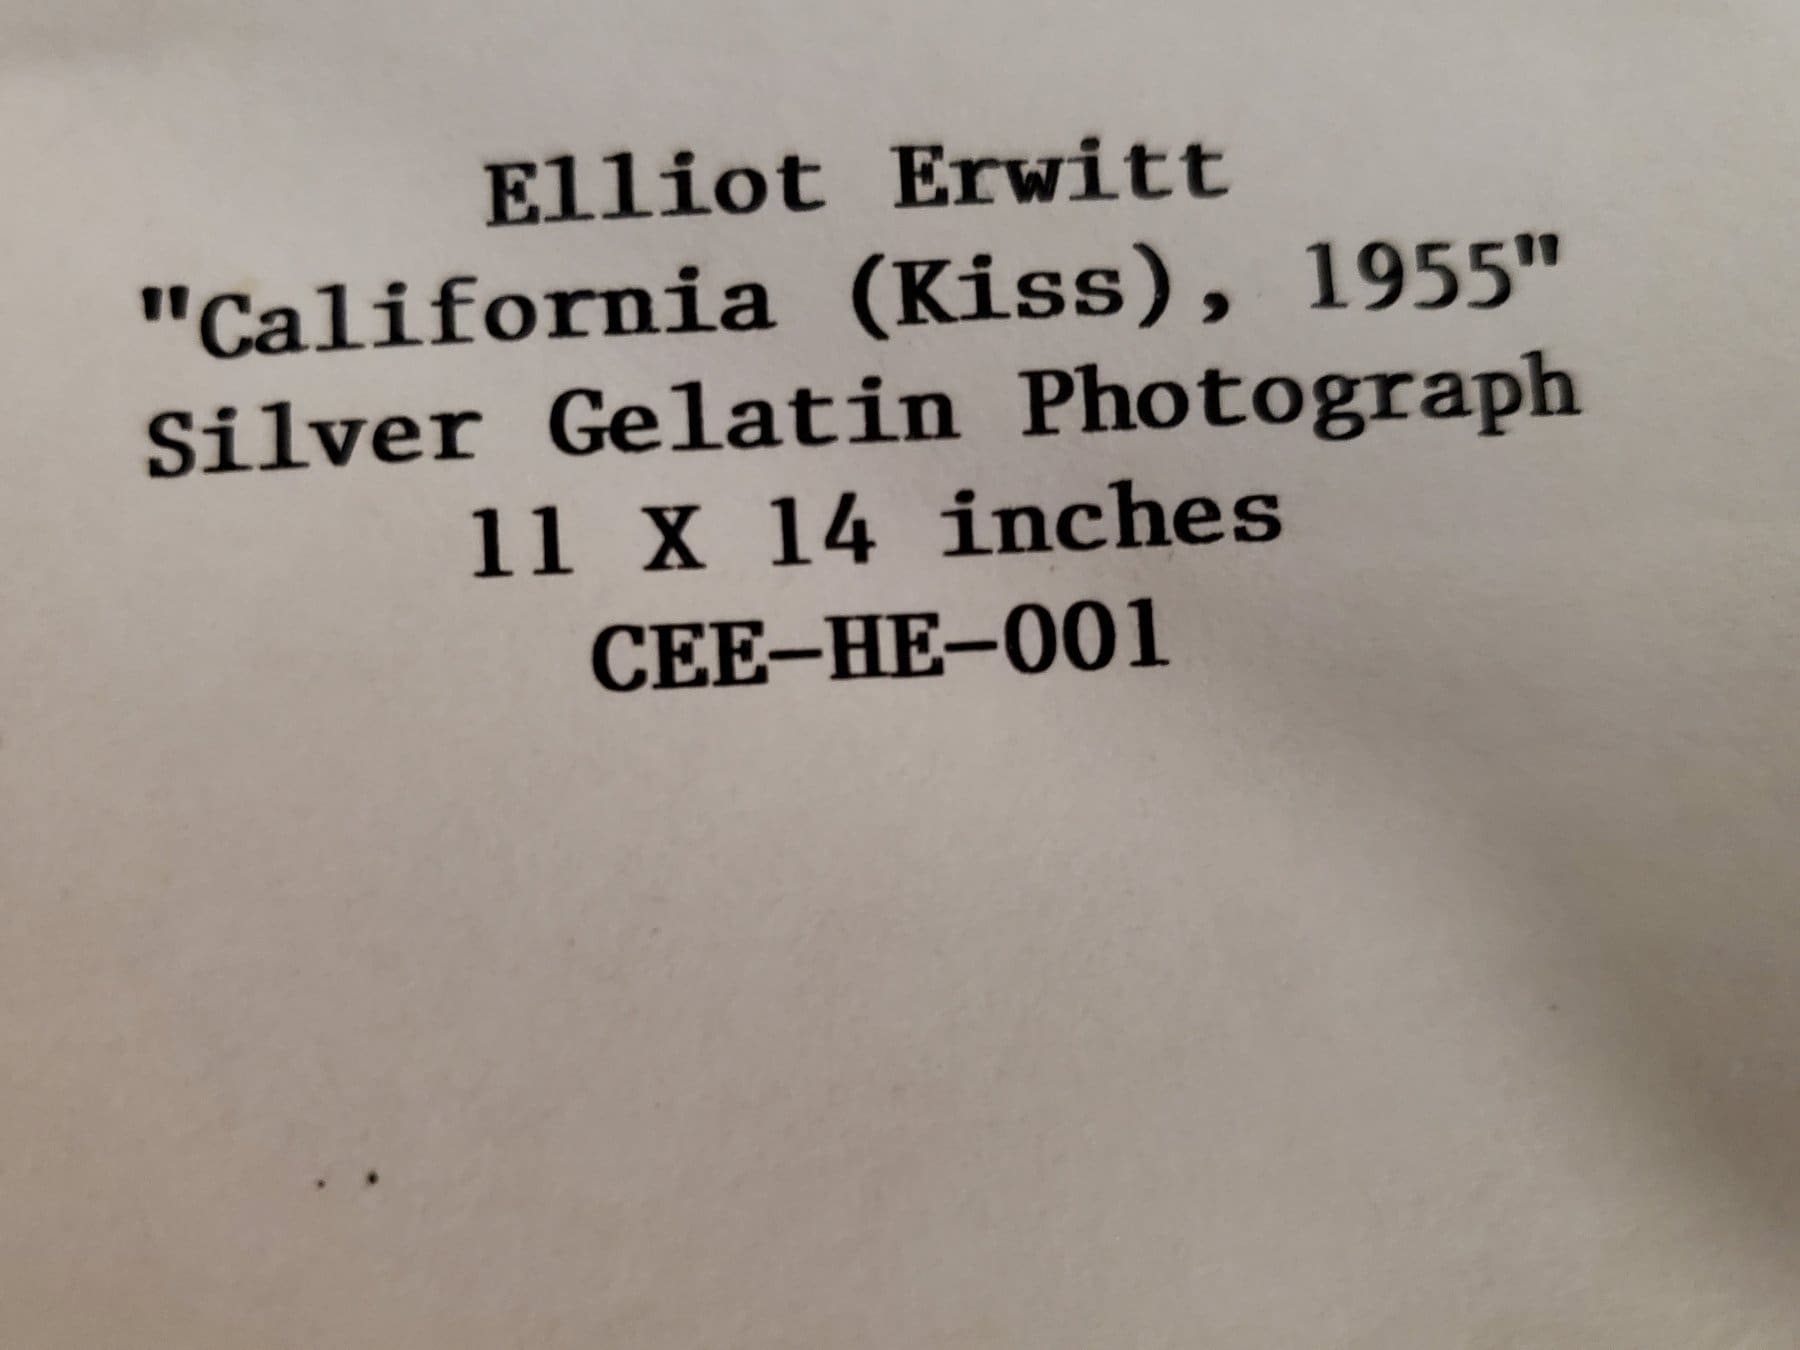 Elliot Erwitt
"California (Kiss), 1955"
Silver Gelatin Photograph
11 X 14 inches
CEE-HE-001